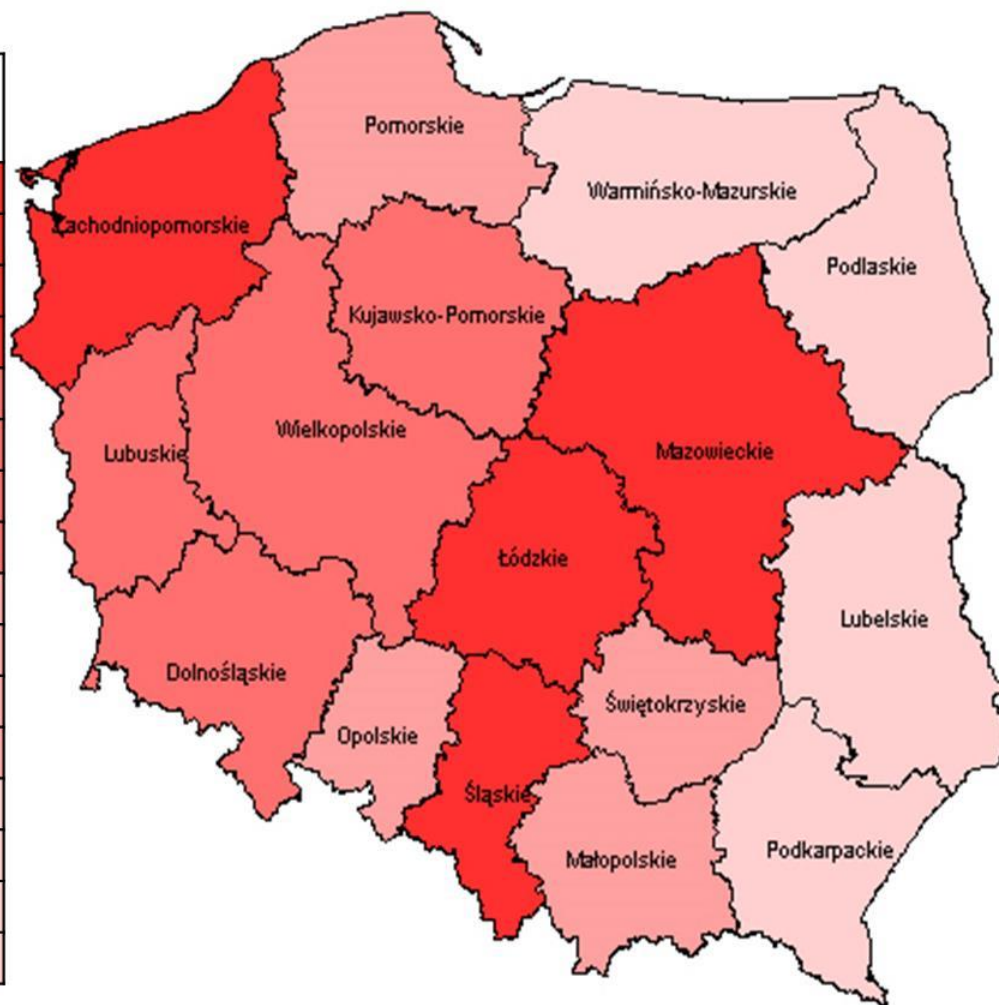 Pomorskie
Warmińsko-Mazurskie
Zachodniopomorskie
Podlaskie
Kujawsko-Pomorskie
Wielkopolskie
Lubuskie
Mazowieckie
Łódzkie
Lubelskie
Dolnośląskie
Świętokrzyskie
Opolskie
Śląskie
Małopolskie
Podkarpackie